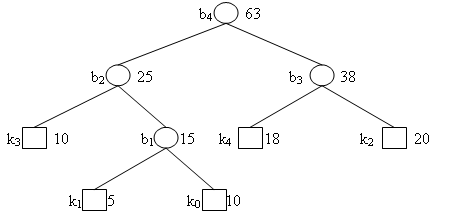 b₄ 63
b₂ 25 b₃ 38
k₃ 10 b₁ 15 k₄ 18 k₂ 20
k₁ 5 k₀ 10